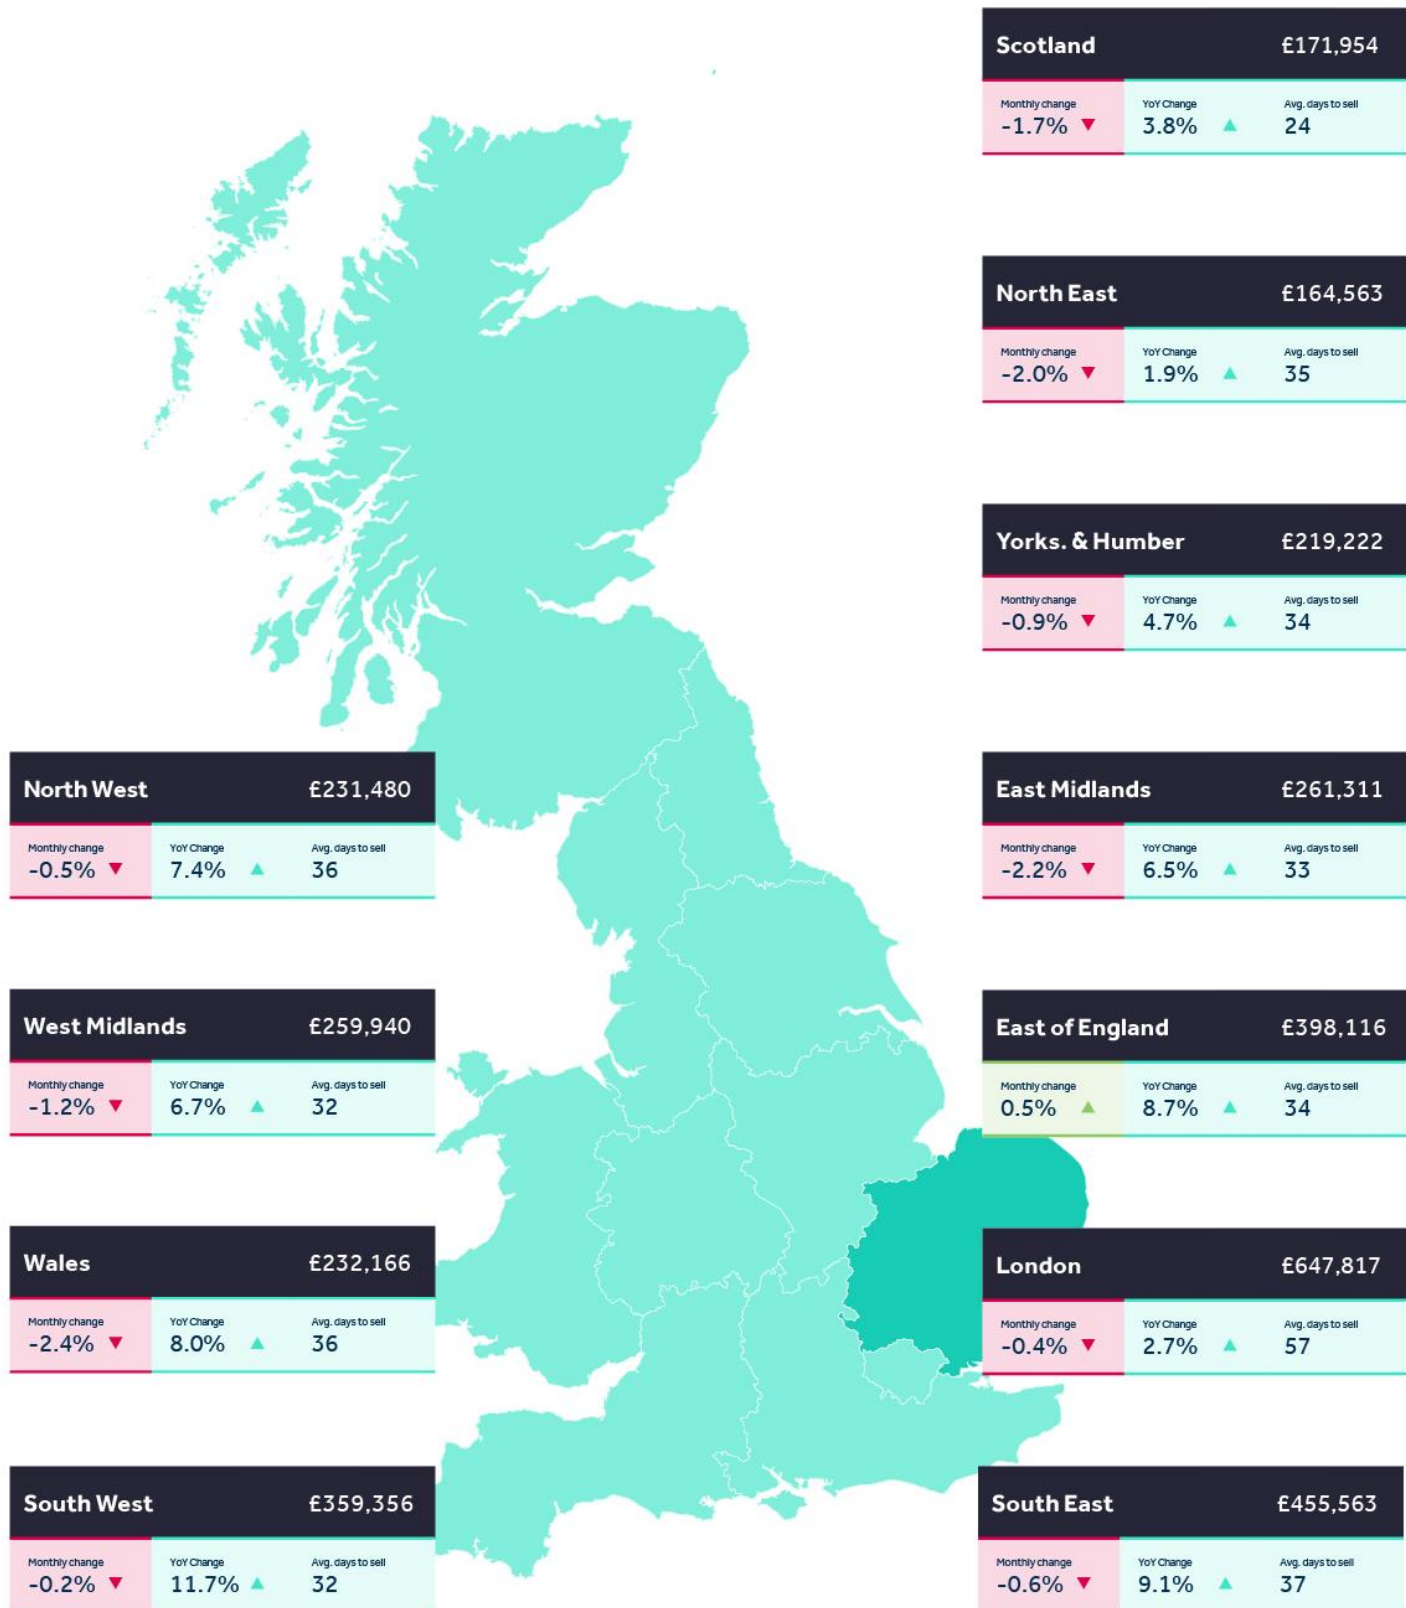 Scotland £171,954
Monthly change YoY Change Avg. days to sell
-1.7% ▼ 3.8% ▲ 24
North East £164,563
Monthly change YoY Change Avg. days to sell
-2.0% ▼ 1.9% ▲ 35
Yorks. & Humber £219,222
Monthly change YoY Change Avg. days to sell
-0.9% ▼ 4.7% ▲ 34
North West £231,480
Monthly change YoY Change Avg. days to sell
-0.5% ▼ 7.4% ▲ 36
East Midlands £261,311
Monthly change YoY Change Avg. days to sell
-2.2% ▼ 6.5% ▲ 33
West Midlands £259,940
Monthly change YoY Change Avg. days to sell
-1.2% ▼ 6.7% ▲ 32
East of England £398,116
Monthly change YoY Change Avg. days to sell
0.5% ▲ 8.7% ▲ 34
Wales £232,166
Monthly change YoY Change Avg. days to sell
-2.4% ▼ 8.0% ▲ 36
London £647,817
Monthly change YoY Change Avg. days to sell
-0.4% ▼ 2.7% ▲ 57
South West £359,356
Monthly change YoY Change Avg. days to sell
-0.2% ▼ 11.7% ▲ 32
South East £455,563
Monthly change YoY Change Avg. days to sell
-0.6% ▼ 9.1% ▲ 37